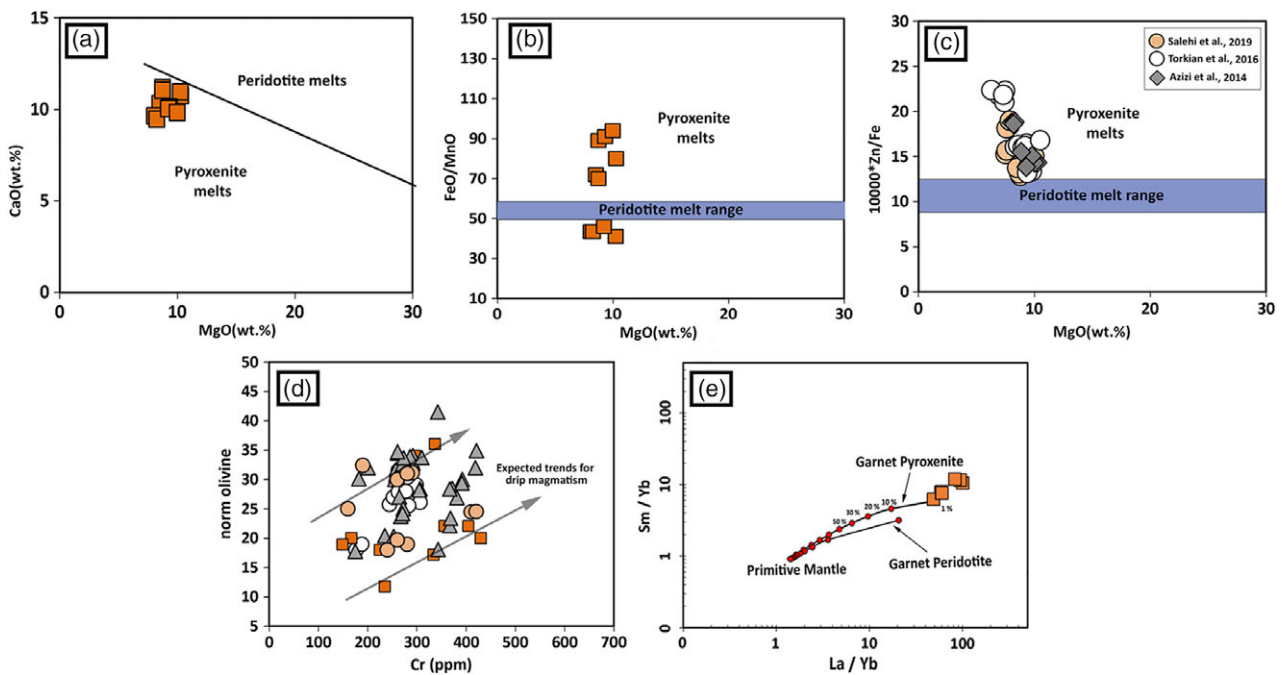 (a)
15
10
5
0
CaO(wt.%)
Peridotite melts
Pyroxenite
melts
0
10
20
30
MgO(wt.%)
(b)
150
130
110
90
70
50
30
10
FeO/MnO
Pyroxenite
melts
Peridotite melt range
0
10
20
30
MgO(wt.%)
(c)
30
25
20
15
10
5
0
10000*Zn/Fe
Salehi et al., 2019
Torkian et al., 2016
Azizi et al., 2014
Pyroxenite
melts
Peridotite melt range
0
10
20
30
MgO(wt.%)
(d)
50
45
40
35
30
25
20
15
10
5
0
norm olivine
Expected trends for
drip magmatism
0
100
200
300
400
500
600
700
Cr (ppm)
(e)
100
10
1
0
Sm / Yb
Garnet Pyroxenite
50 %
30 %
20 %
10 %
1 %
Primitive Mantle
Garnet Peridotite
0
1
10
100
La / Yb